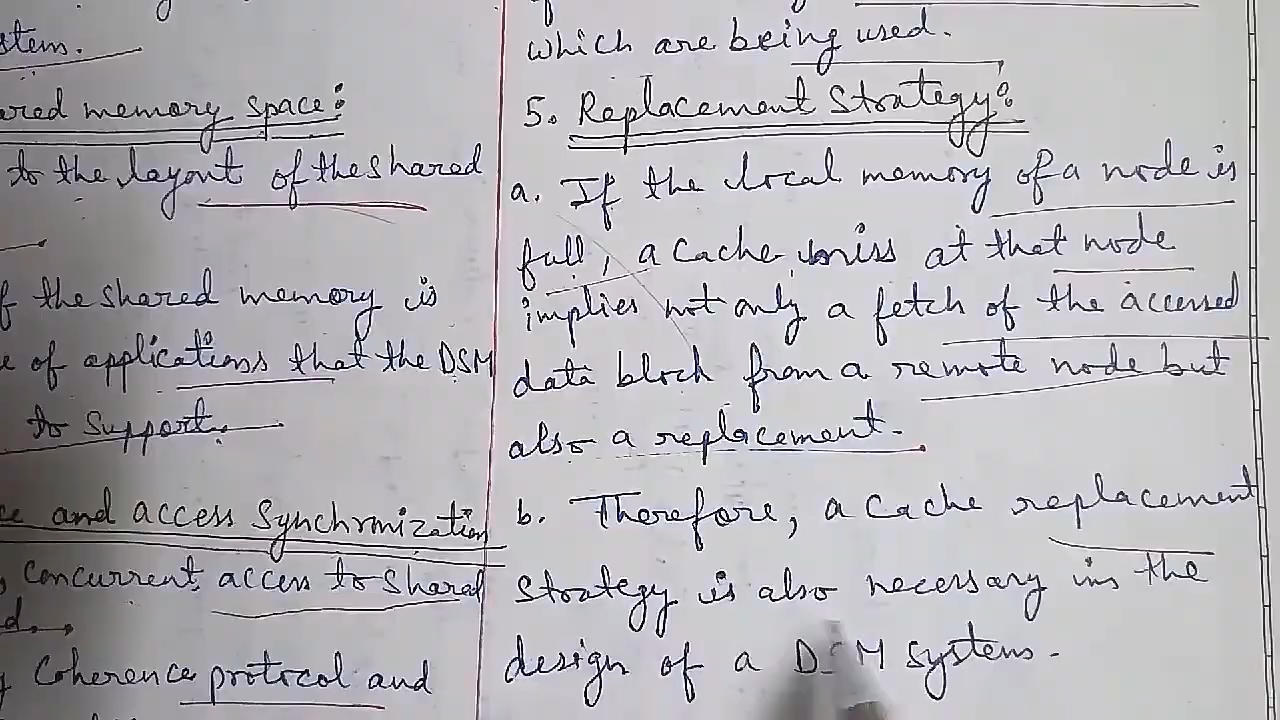 stem.
ared memory space:
to the layout of the shared
f the shared memory is
e of applications that the DSM
to support.
ce and access Synchronization
, concurrent access to shared
d.
y Coherence protocol and
which are being used.
5. Replacement Strategy:
a. If the local memory of a node is
full, a cache miss at that node
implies not only a fetch of the accessed
data block from a remote node but
also a replacement.
b. Therefore, a cache replacement
strategy is also necessary in the
design of a DSM system.